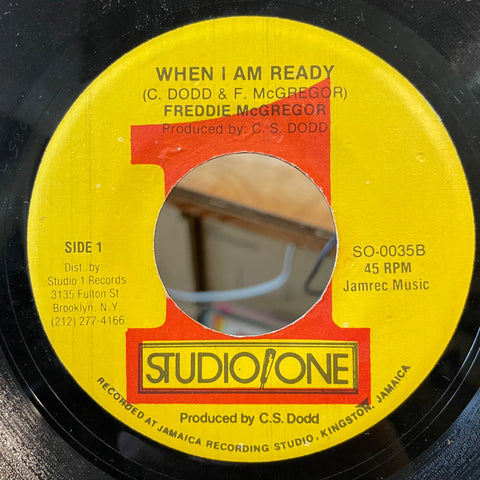 WHEN I AM READY
(C. DODD & F. McGREGOR)
FREDDIE McGREGOR
Produced by: C. S. DODD
SIDE 1
Dist. by
Studio 1 Records
3135 Fulton St.
Brooklyn, N.Y.
(212) 277-4166
SO-0035B
45 RPM
Jamrec Music
1
STUDIO ONE
Produced by C.S. Dodd
RECORDED AT JAMAICA RECORDING STUDIO, KINGSTON, JAMAICA